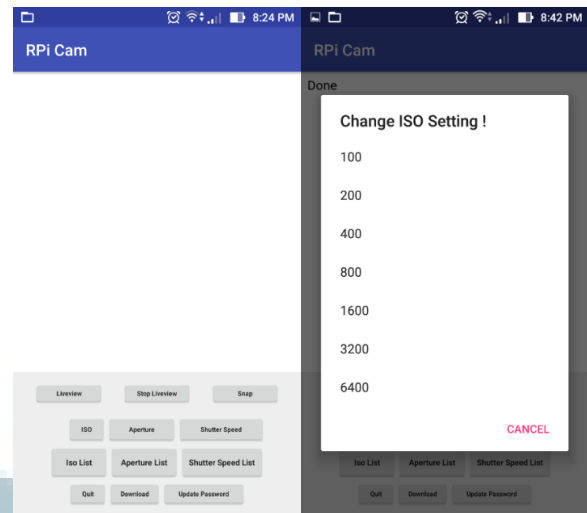 8:24 PM
RPi Cam
Liveview Stop Liveview Snap
ISO Aperture Shutter Speed
Iso List Aperture List Shutter Speed List
Quit Download Update Password
8:42 PM
RPi Cam
Done
Change ISO Setting !
100
200
400
800
1600
3200
6400
CANCEL
Iso List Aperture List Shutter Speed List
Quit Download Update Password